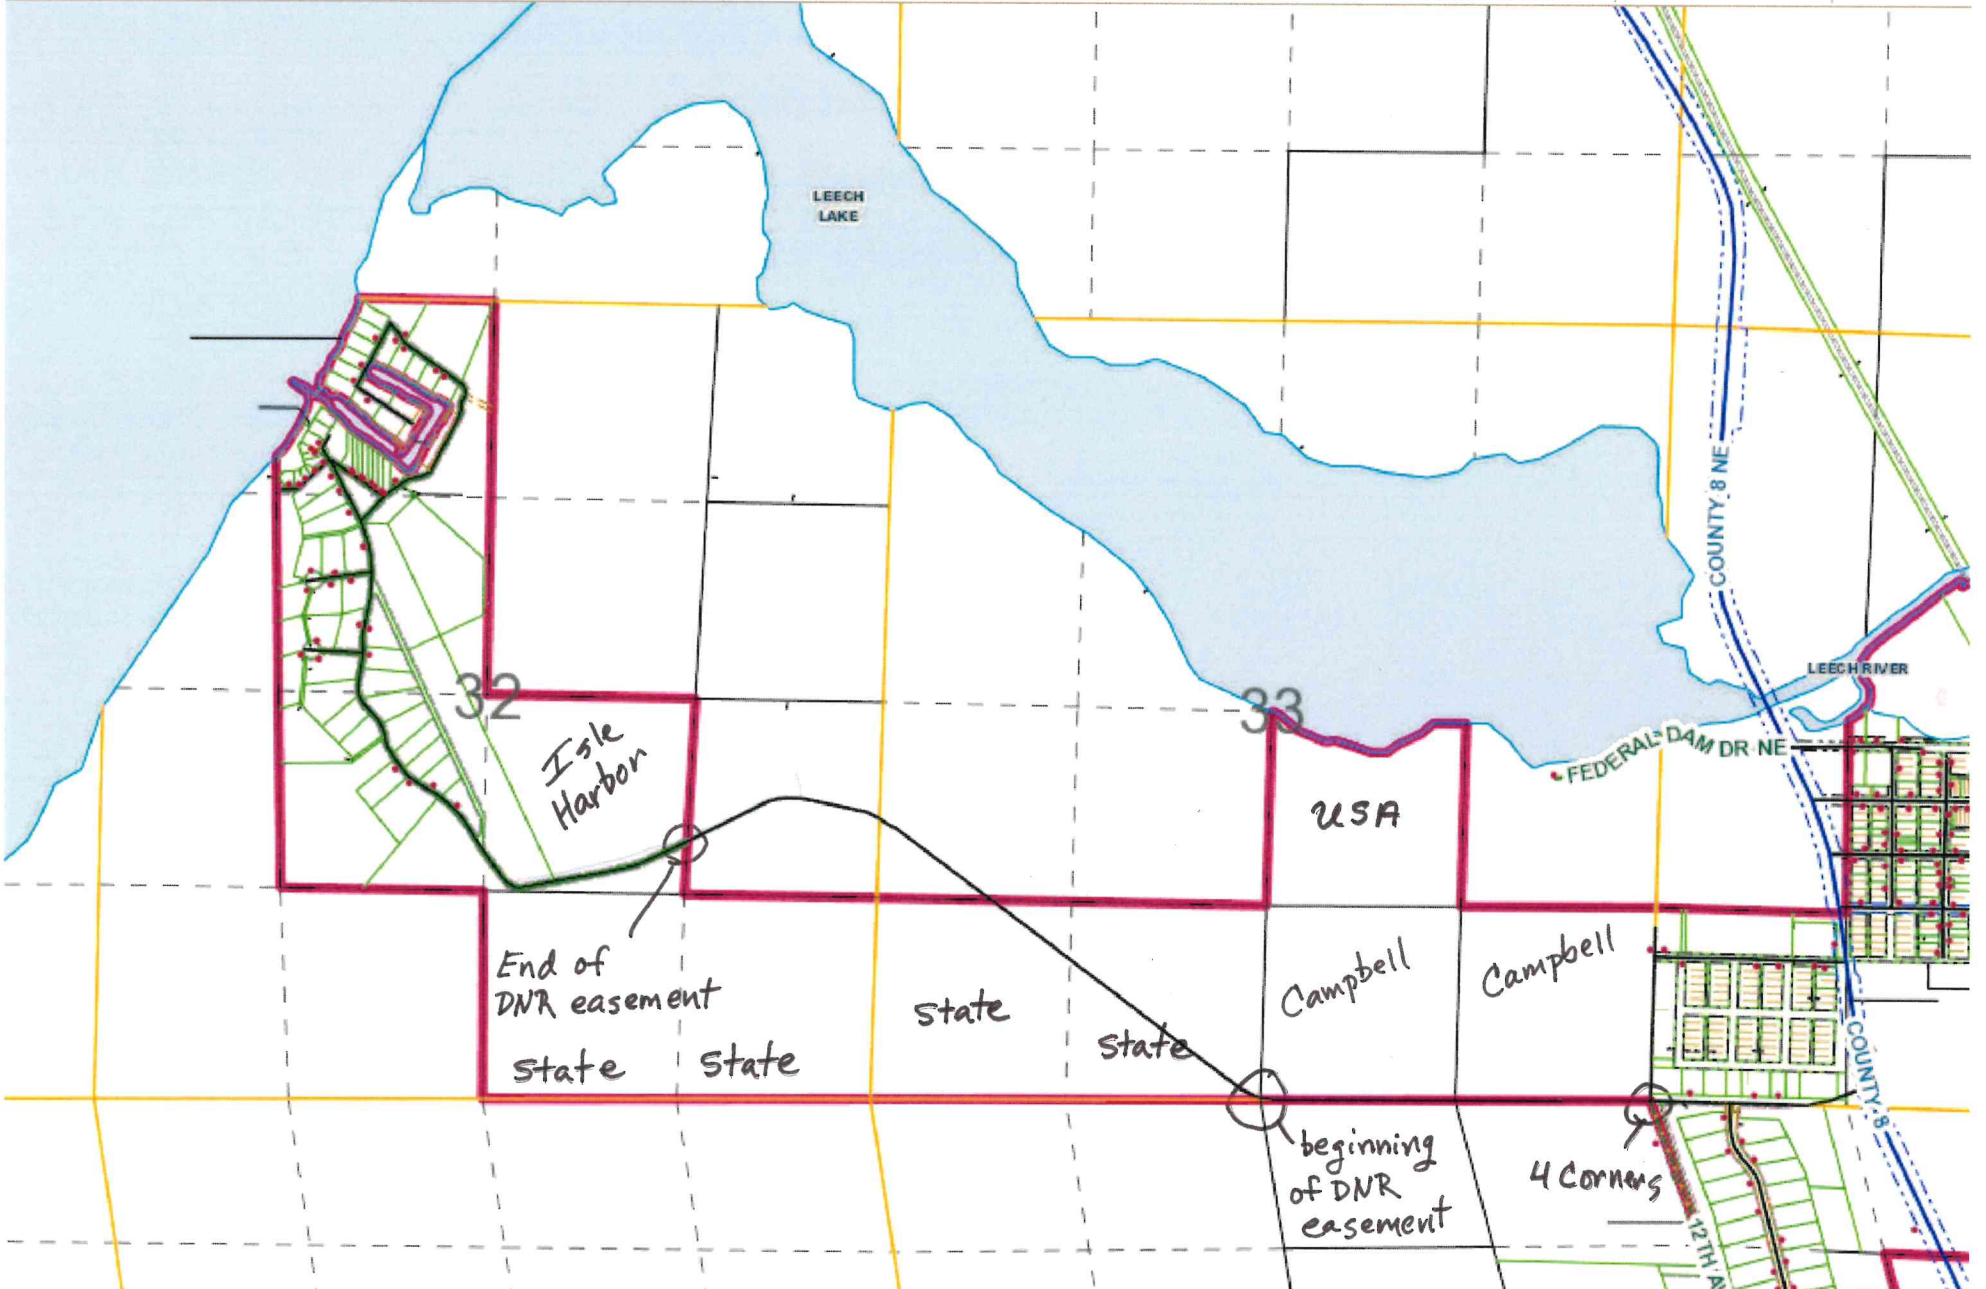 LEECH
LAKE
COUNTY 8 NE
LEECH RIVER
32
33
Isle
Harbor
FEDERAL DAM DR NE
USA
End of
DNR easement
State
State
State
State
Campbell
Campbell
COUNTY 8
beginning
of DNR
easement
4 Corners
12TH AV